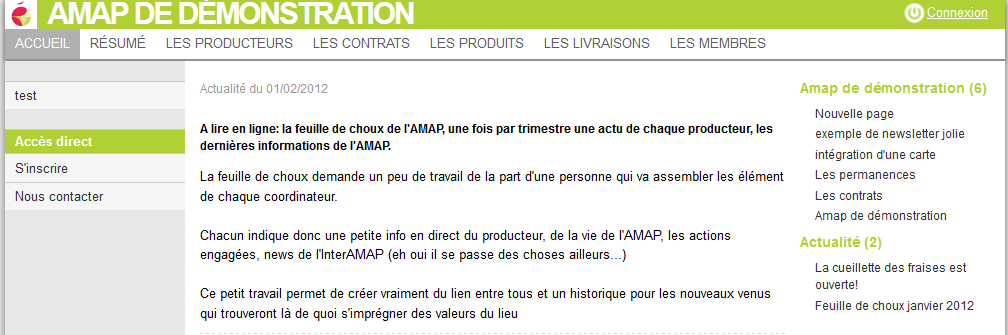 AMAP DE DÉMONSTRATION
Connexion
ACCUEIL RÉSUMÉ LES PRODUCTEURS LES CONTRATS LES PRODUITS LES LIVRAISONS LES MEMBRES
test
Accès direct
S'inscrire
Nous contacter
Actualité du 01/02/2012
A lire en ligne: la feuille de choux de l'AMAP, une fois par trimestre une actu de chaque producteur, les
dernières informations de l'AMAP.
La feuille de choux demande un peu de travail de la part d'une personne qui va assembler les élément
de chaque coordinateur.
Chacun indique donc une petite info en direct du producteur, de la vie de l'AMAP, les actions
engagées, news de l'InterAMAP (eh oui il se passe des choses ailleurs...)
Ce petit travail permet de créer vraiment du lien entre tous et un historique pour les nouveaux venus
qui trouveront là de quoi s'imprégner des valeurs du lieu
Amap de démonstration (6)
Nouvelle page
exemple de newsletter jolie
intégration d'une carte
Les permanences
Les contrats
Amap de démonstration
Actualité (2)
La cueillette des fraises est
ouverte!
Feuille de choux janvier 2012